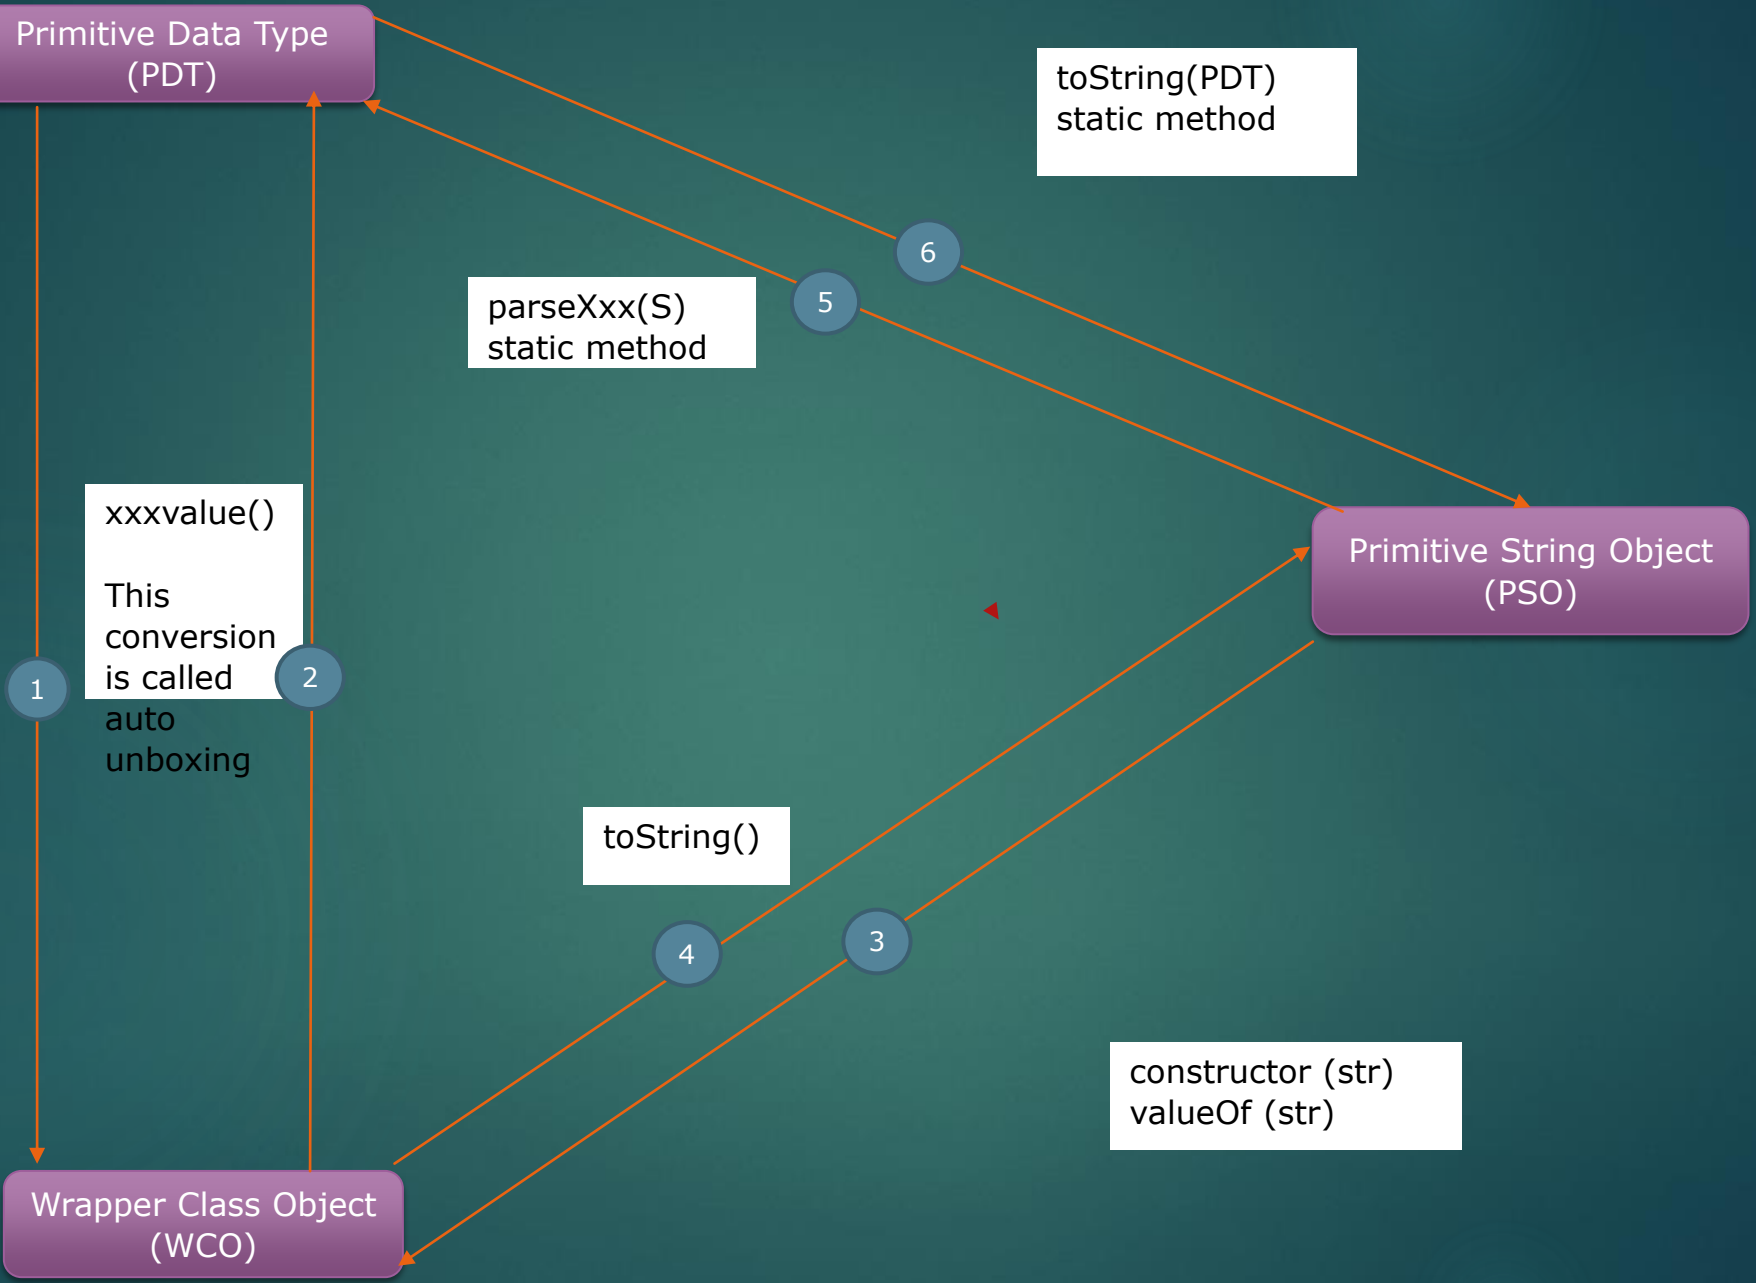 Primitive Data Type
(PDT)
toString(PDT)
static method
6
5
parseXxx(S)
static method
xxxvalue()
This
conversion
is called
auto
unboxing
1
2
Primitive String Object
(PSO)
toString()
4
3
constructor (str)
valueOf (str)
Wrapper Class Object
(WCO)